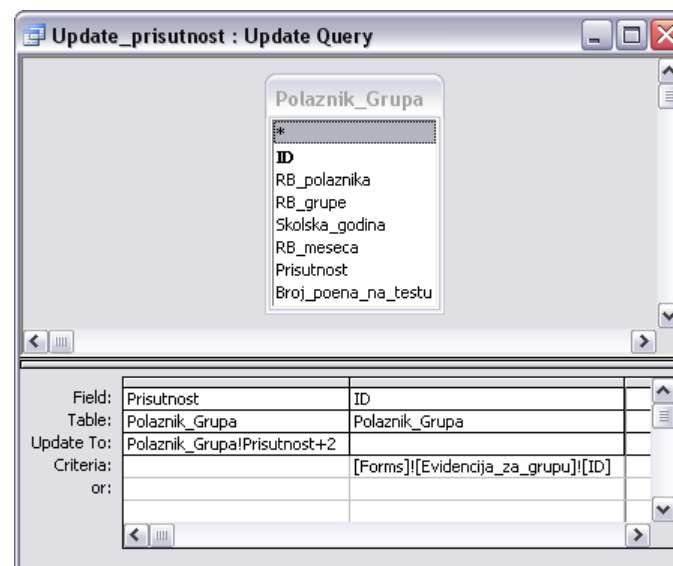 Update_prisutnost : Update Query
Polaznik_Grupa
*
ID
RB_polaznika
RB_grupe
Skolska_godina
RB_meseca
Prisutnost
Broj_poena_na_testu
Field: Prisutnost ID
Table: Polaznik_Grupa Polaznik_Grupa
Update To: Polaznik_Grupa!Prisutnost+2
Criteria: [Forms]![Evidencija_za_grupu]![ID]
or: